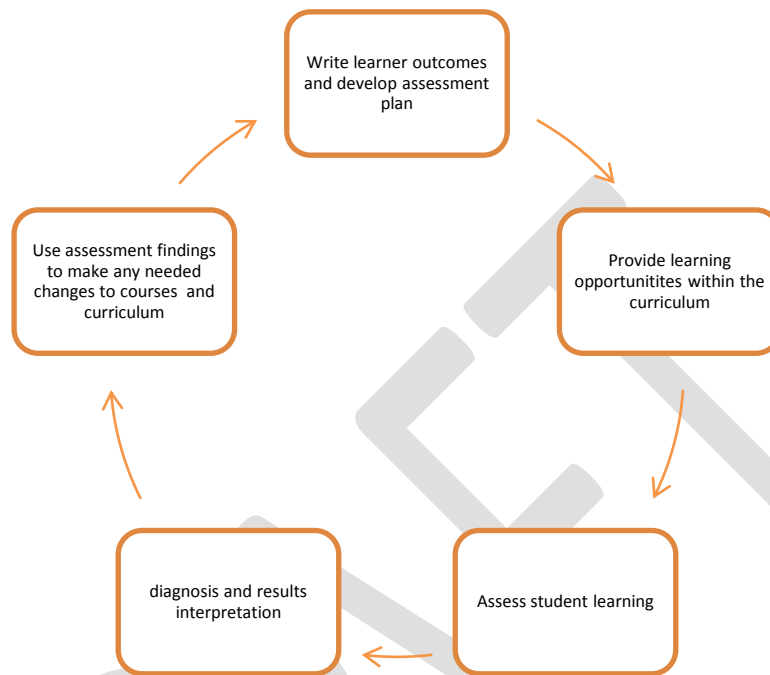 Write learner outcomes
and develop assessment
plan
Provide learning
opportunitites within the
curriculum
Assess student learning
diagnosis and results
interpretation
Use assessment findings
to make any needed
changes to courses and
curriculum